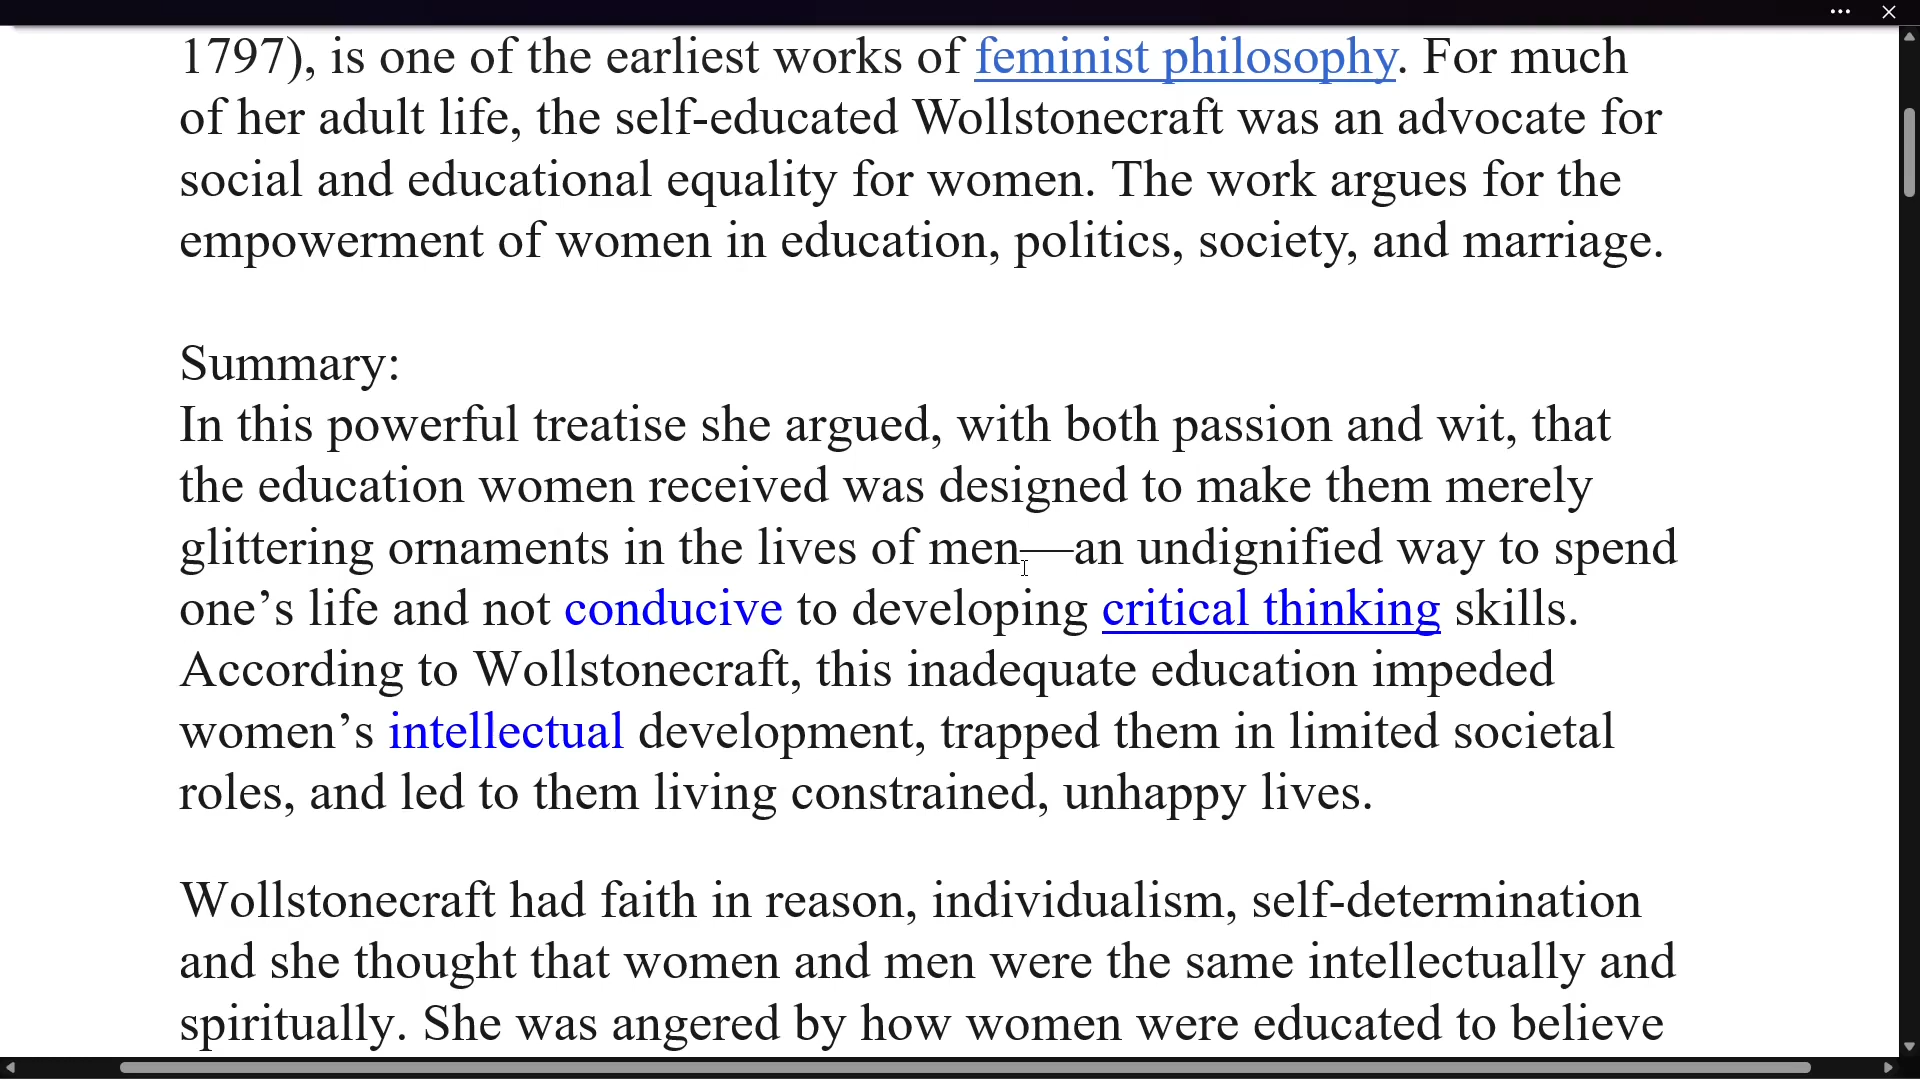 1797), is one of the earliest works of feminist philosophy. For much
of her adult life, the self-educated Wollstonecraft was an advocate for
social and educational equality for women. The work argues for the
empowerment of women in education, politics, society, and marriage.
Summary:
In this powerful treatise she argued, with both passion and wit, that
the education women received was designed to make them merely
glittering ornaments in the lives of men—an undignified way to spend
one’s life and not conducive to developing critical thinking skills.
According to Wollstonecraft, this inadequate education impeded
women’s intellectual development, trapped them in limited societal
roles, and led to them living constrained, unhappy lives.
Wollstonecraft had faith in reason, individualism, self-determination
and she thought that women and men were the same intellectually and
spiritually. She was angered by how women were educated to believe